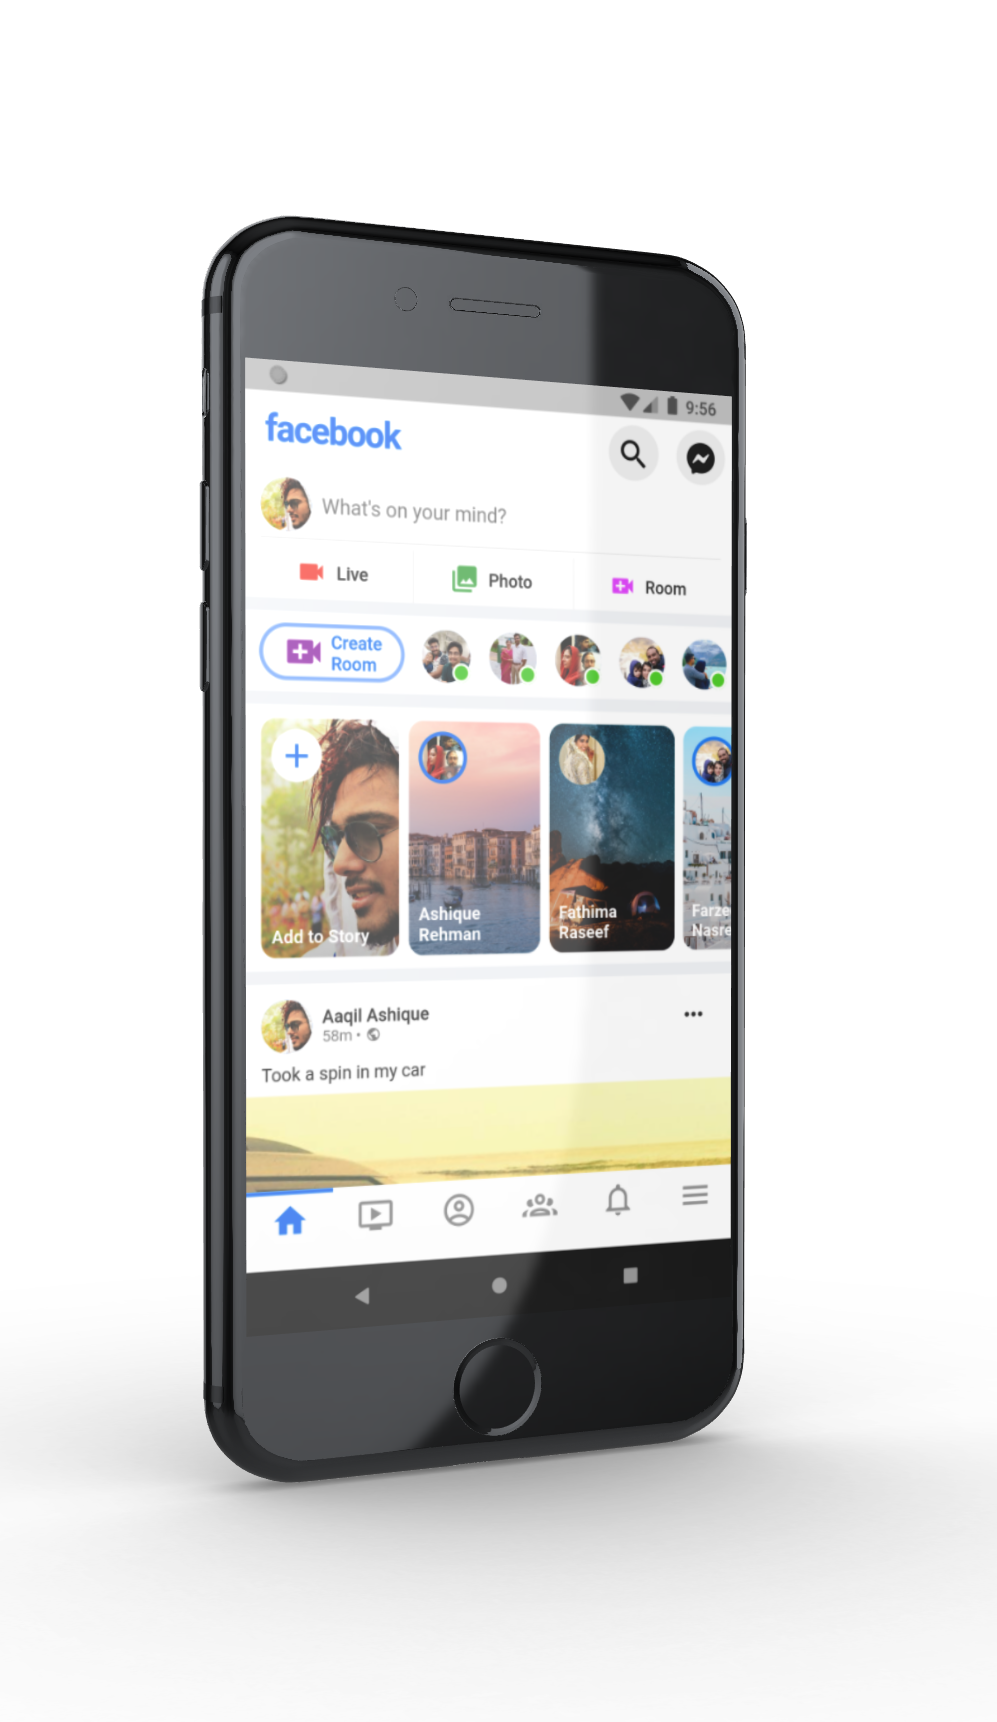 9:56
facebook
What's on your mind?
Live
Photo
Room
Create
Room
Add to Story
Ashique
Rehman
Fathima
Raseef
Farze
Nasre
Aaqil Ashique
58m •
Took a spin in my car